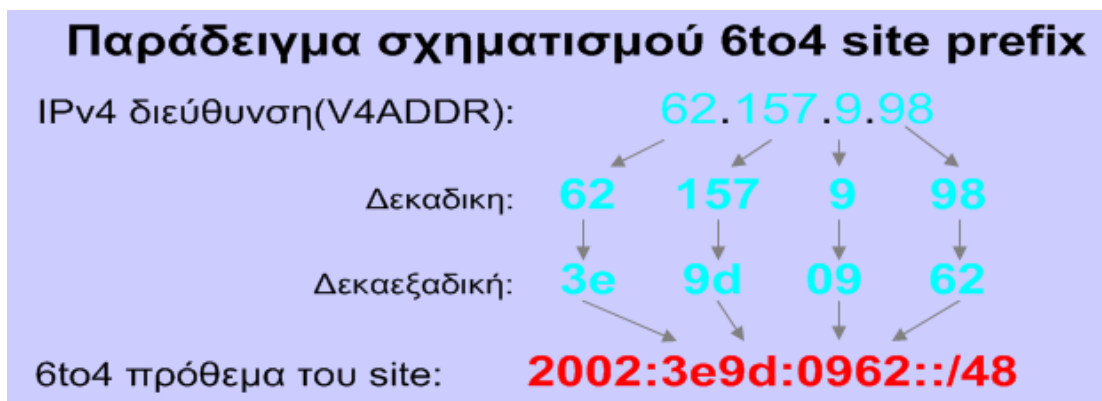 Παράδειγμα σχηματισμού 6to4 site prefix
IPv4 διεύθυνση(V4ADDR): 62.157.9.98
Δεκαδικη: 62 157 9 98
Δεκαεξαδική: 3e 9d 09 62
6to4 πρόθεμα του site: 2002:3e9d:0962::/48